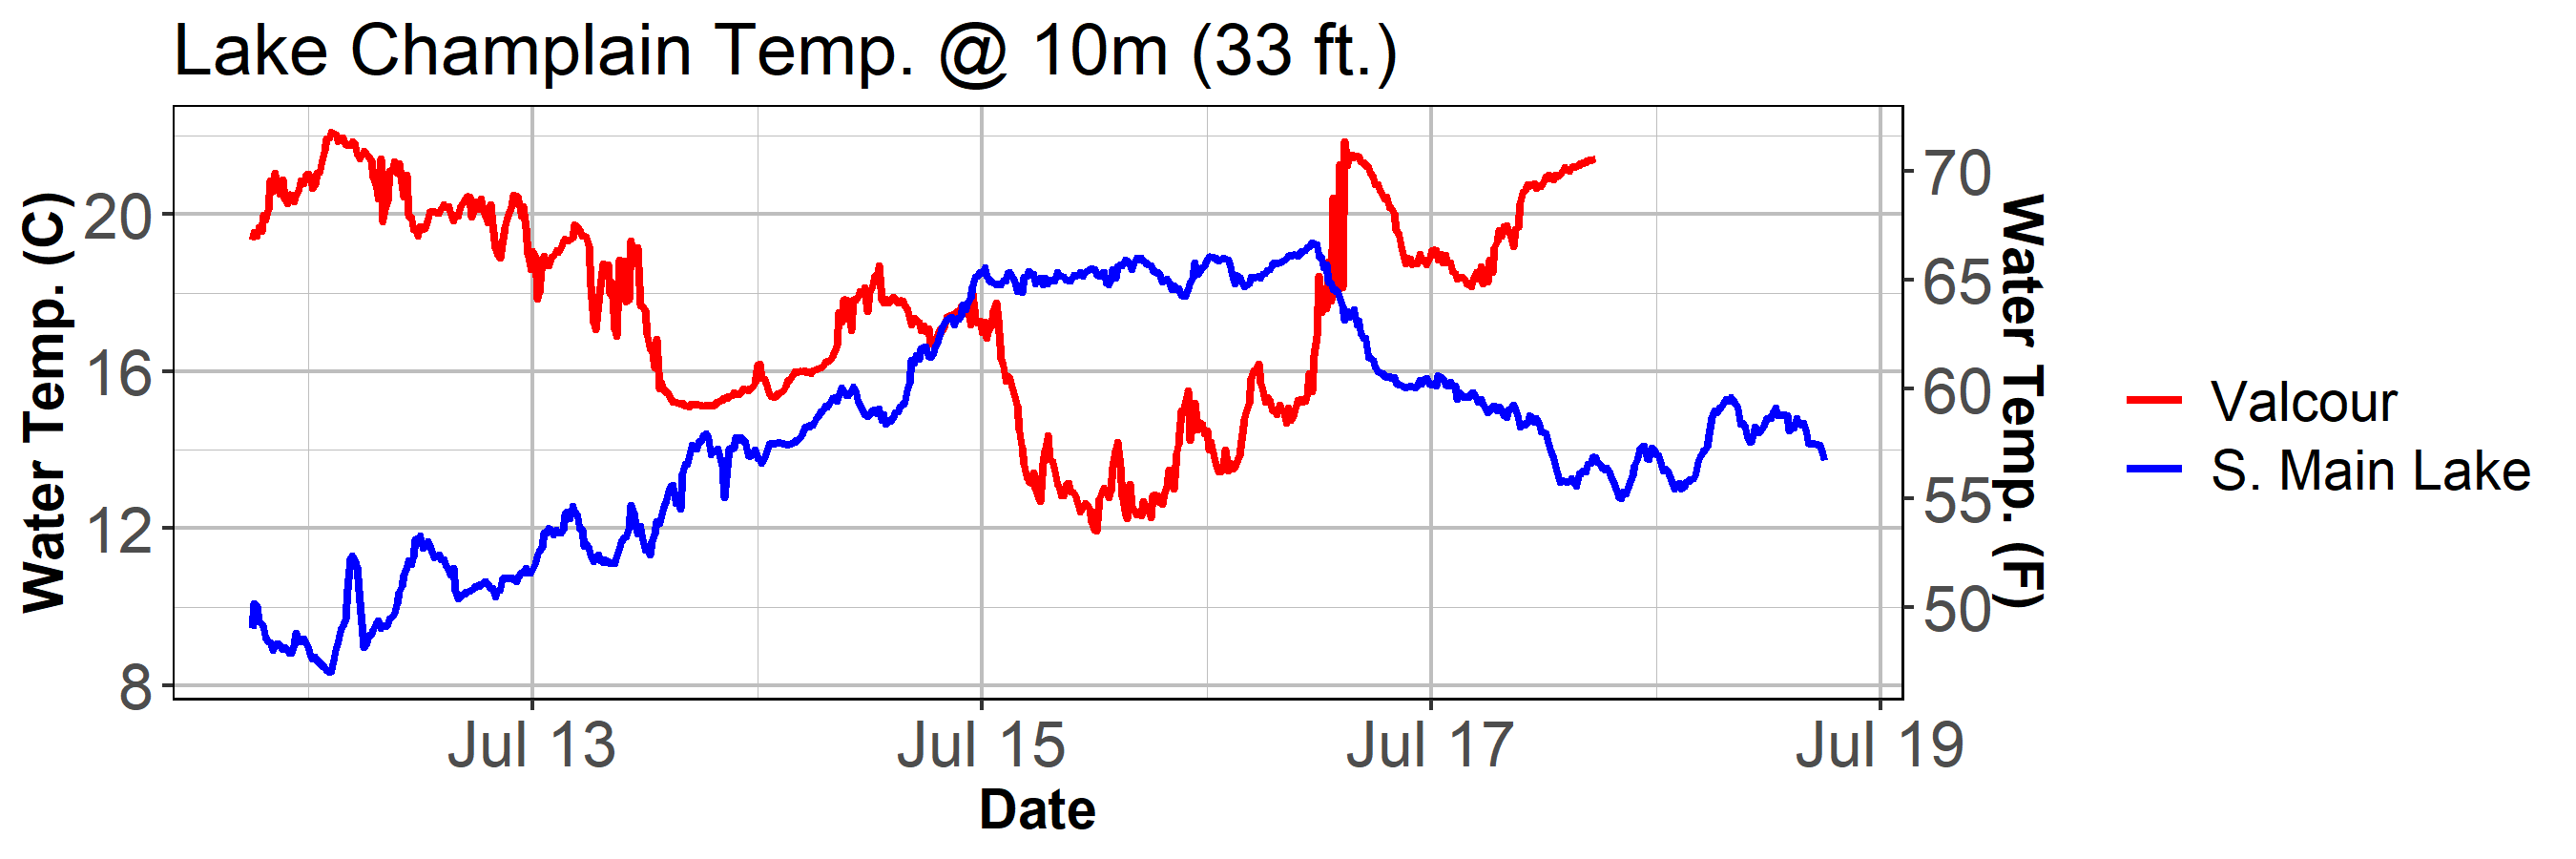 Lake Champlain Temp. @ 10m (33 ft.)
Water Temp. (C)
20
16
12
8
70
65
60
55
50
Water Temp. (F)
Jul 13
Jul 15
Jul 17
Jul 19
Date
Valcour
S. Main Lake